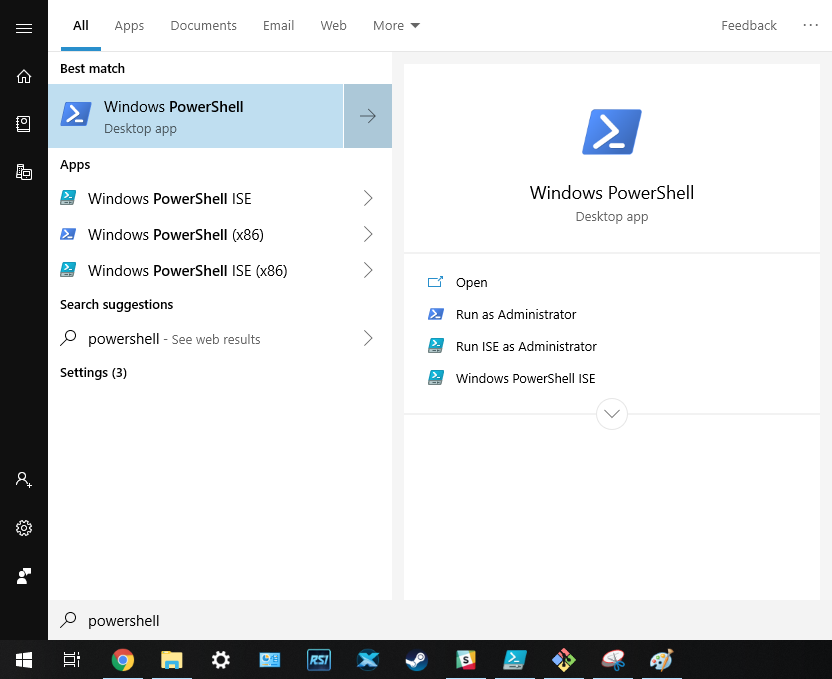 All Apps Documents Email Web More Feedback ...
Best match
Windows PowerShell
Desktop app
Apps
Windows PowerShell ISE
Windows PowerShell (x86)
Windows PowerShell ISE (x86)
Search suggestions
powershell - See web results
Settings (3)
Windows PowerShell
Desktop app
Open
Run as Administrator
Run ISE as Administrator
Windows PowerShell ISE
powershell
RSI